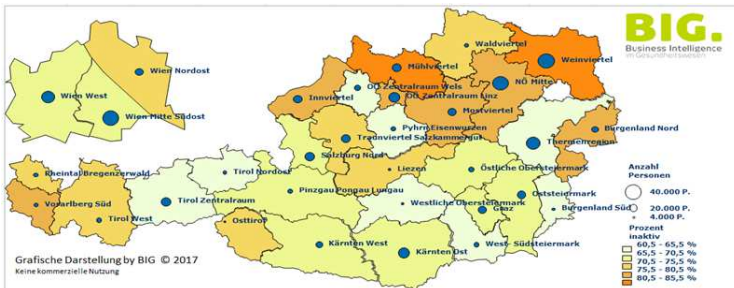 BIG.
Business Intelligence
im Gesundheitswesen
Waldviertel
Weinviertel
Mühlviertel
Wien Nordost
OÖ Zentralraum Wels
NÖ Mitte
Wien West
Innviertel
OÖ Zentralraum Linz
Wien Mitte Südost
Mostviertel
Pyhrn Eisenwurzen
Burgenland Nord
Traunviertel Salzkammergut
Thermenregion
Salzburg Nord
Anzahl
Personen
Rheintal Bregenzerwald
Tirol Nordost
Liezen
Östliche Obersteiermark
40.000 P.
Pinzgau Pongau Lungau
Oststeiermark
Vorarlberg Süd
Tirol Zentralraum
Westliche Obersteiermark
Graz
Burgenland Süd
20.000 P.
4.000 P.
Tirol West
Osttirol
Prozent
inaktiv
Kärnten West
Kärnten Ost
West- Südsteiermark
60,5 - 65,5 %
65,5 - 70,5 %
70,5 - 75,5 %
75,5 - 80,5 %
80,5 - 85,5 %
Grafische Darstellung by BIG © 2017
Keine kommerzielle Nutzung